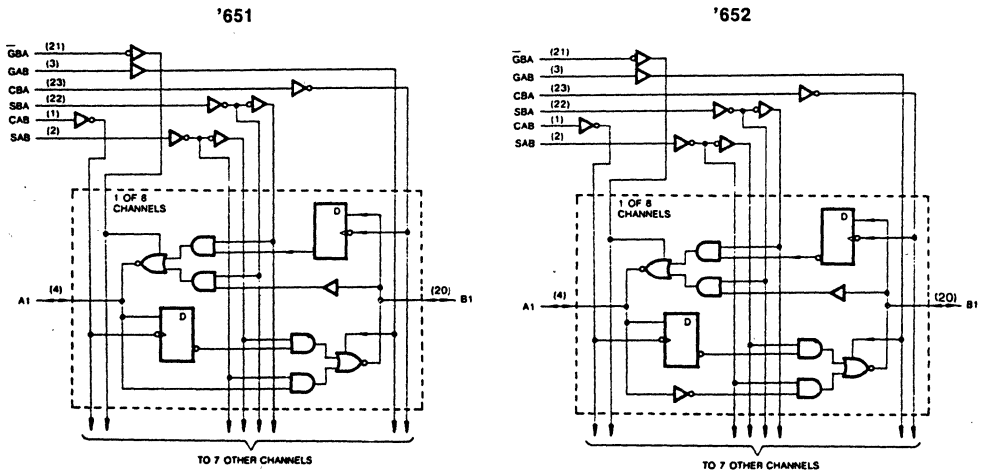 '651
G̅BA (21)
GAB (3)
CBA (23)
SBA (22)
CAB (1)
SAB (2)
1 OF 8
CHANNELS
D
A1 (4)
(20) B1
D
TO 7 OTHER CHANNELS
'652
G̅BA (21)
GAB (3)
CBA (23)
SBA (22)
CAB (1)
SAB (2)
1 OF 8
CHANNELS
D
A1 (4)
(20) B1
D
TO 7 OTHER CHANNELS